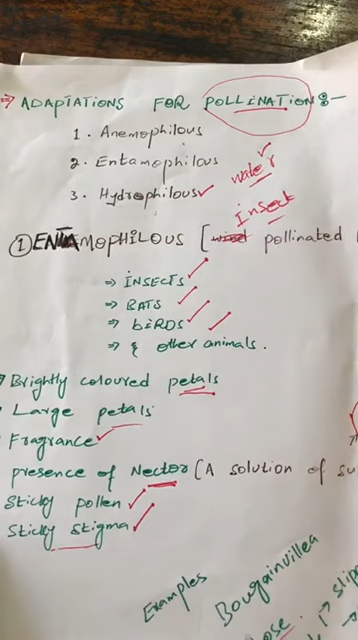 ⇒ ADAPTATIONS FOR POLLINATION :-
1. Anemophilous
2. Entamophilous
3. Hydrophilous water
insect
① ENTAMOPHILOUS [wind pollinated
⇒ INSECTS
⇒ BATS
⇒ biRDS
⇒ & other animals.
Brightly coloured petals
Large petals
Fragrance
presence of Nector (A solution of su
Sticky pollen
Sticky stigma
Examples
Bougainvillea
ose.
slipp